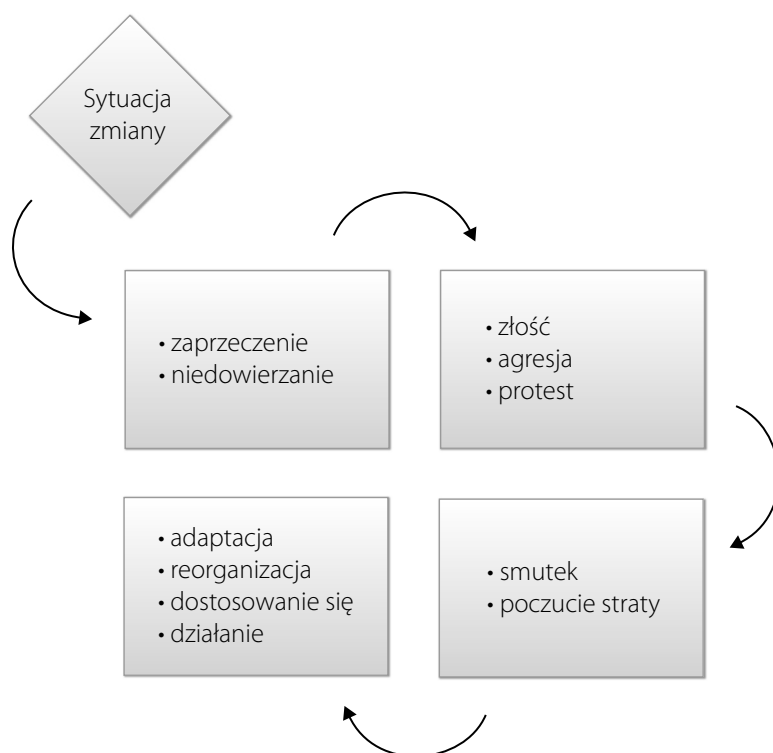 Sytuacja
zmiany
• zaprzeczenie
• niedowierzanie
• złość
• agresja
• protest
• smutek
• poczucie straty
• adaptacja
• reorganizacja
• dostosowanie się
• działanie